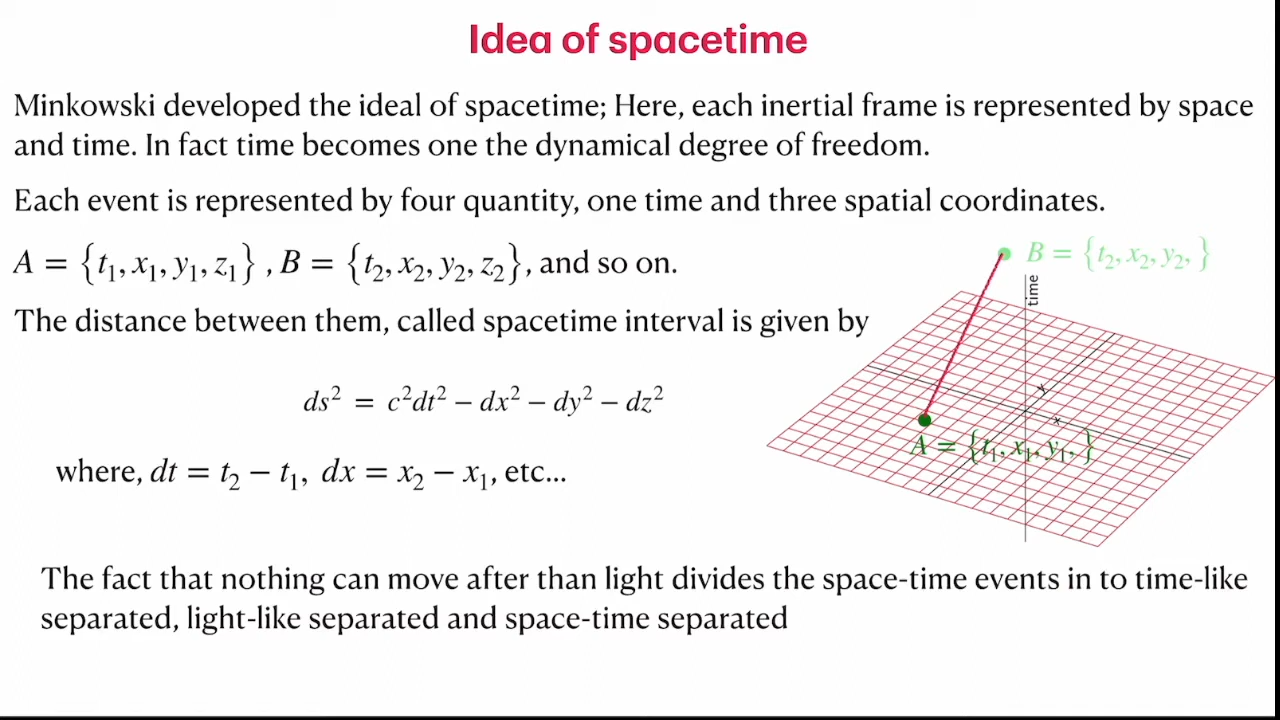 Idea of spacetime
Minkowski developed the ideal of spacetime; Here, each inertial frame is represented by space
and time. In fact time becomes one the dynamical degree of freedom.
Each event is represented by four quantity, one time and three spatial coordinates.
A = {t₁, x₁, y₁, z₁} , B = {t₂, x₂, y₂, z₂}, and so on.
The distance between them, called spacetime interval is given by
ds² = c²dt² − dx² − dy² − dz²
where, dt = t₂ − t₁, dx = x₂ − x₁, etc...
B = {t₂, x₂, y₂, }
time
y
x
A = {t₁, x₁, y₁, }
The fact that nothing can move after than light divides the space-time events in to time-like
separated, light-like separated and space-time separated